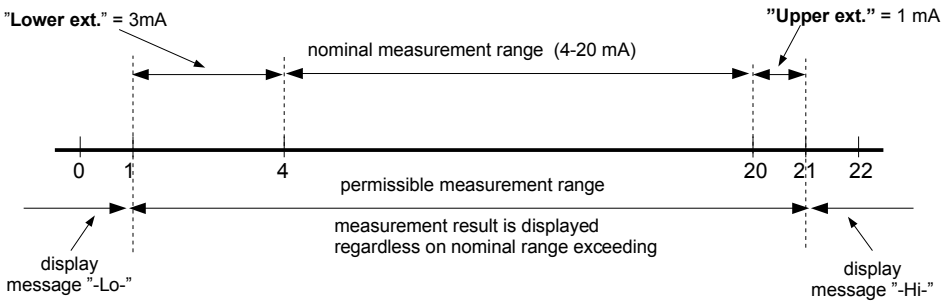 "Lower ext." = 3mA
"Upper ext." = 1 mA
nominal measurement range (4-20 mA)
0 1 4 20 21 22
permissible measurement range
measurement result is displayed
regardless on nominal range exceeding
display
message "-Lo-"
display
message "-Hi-"